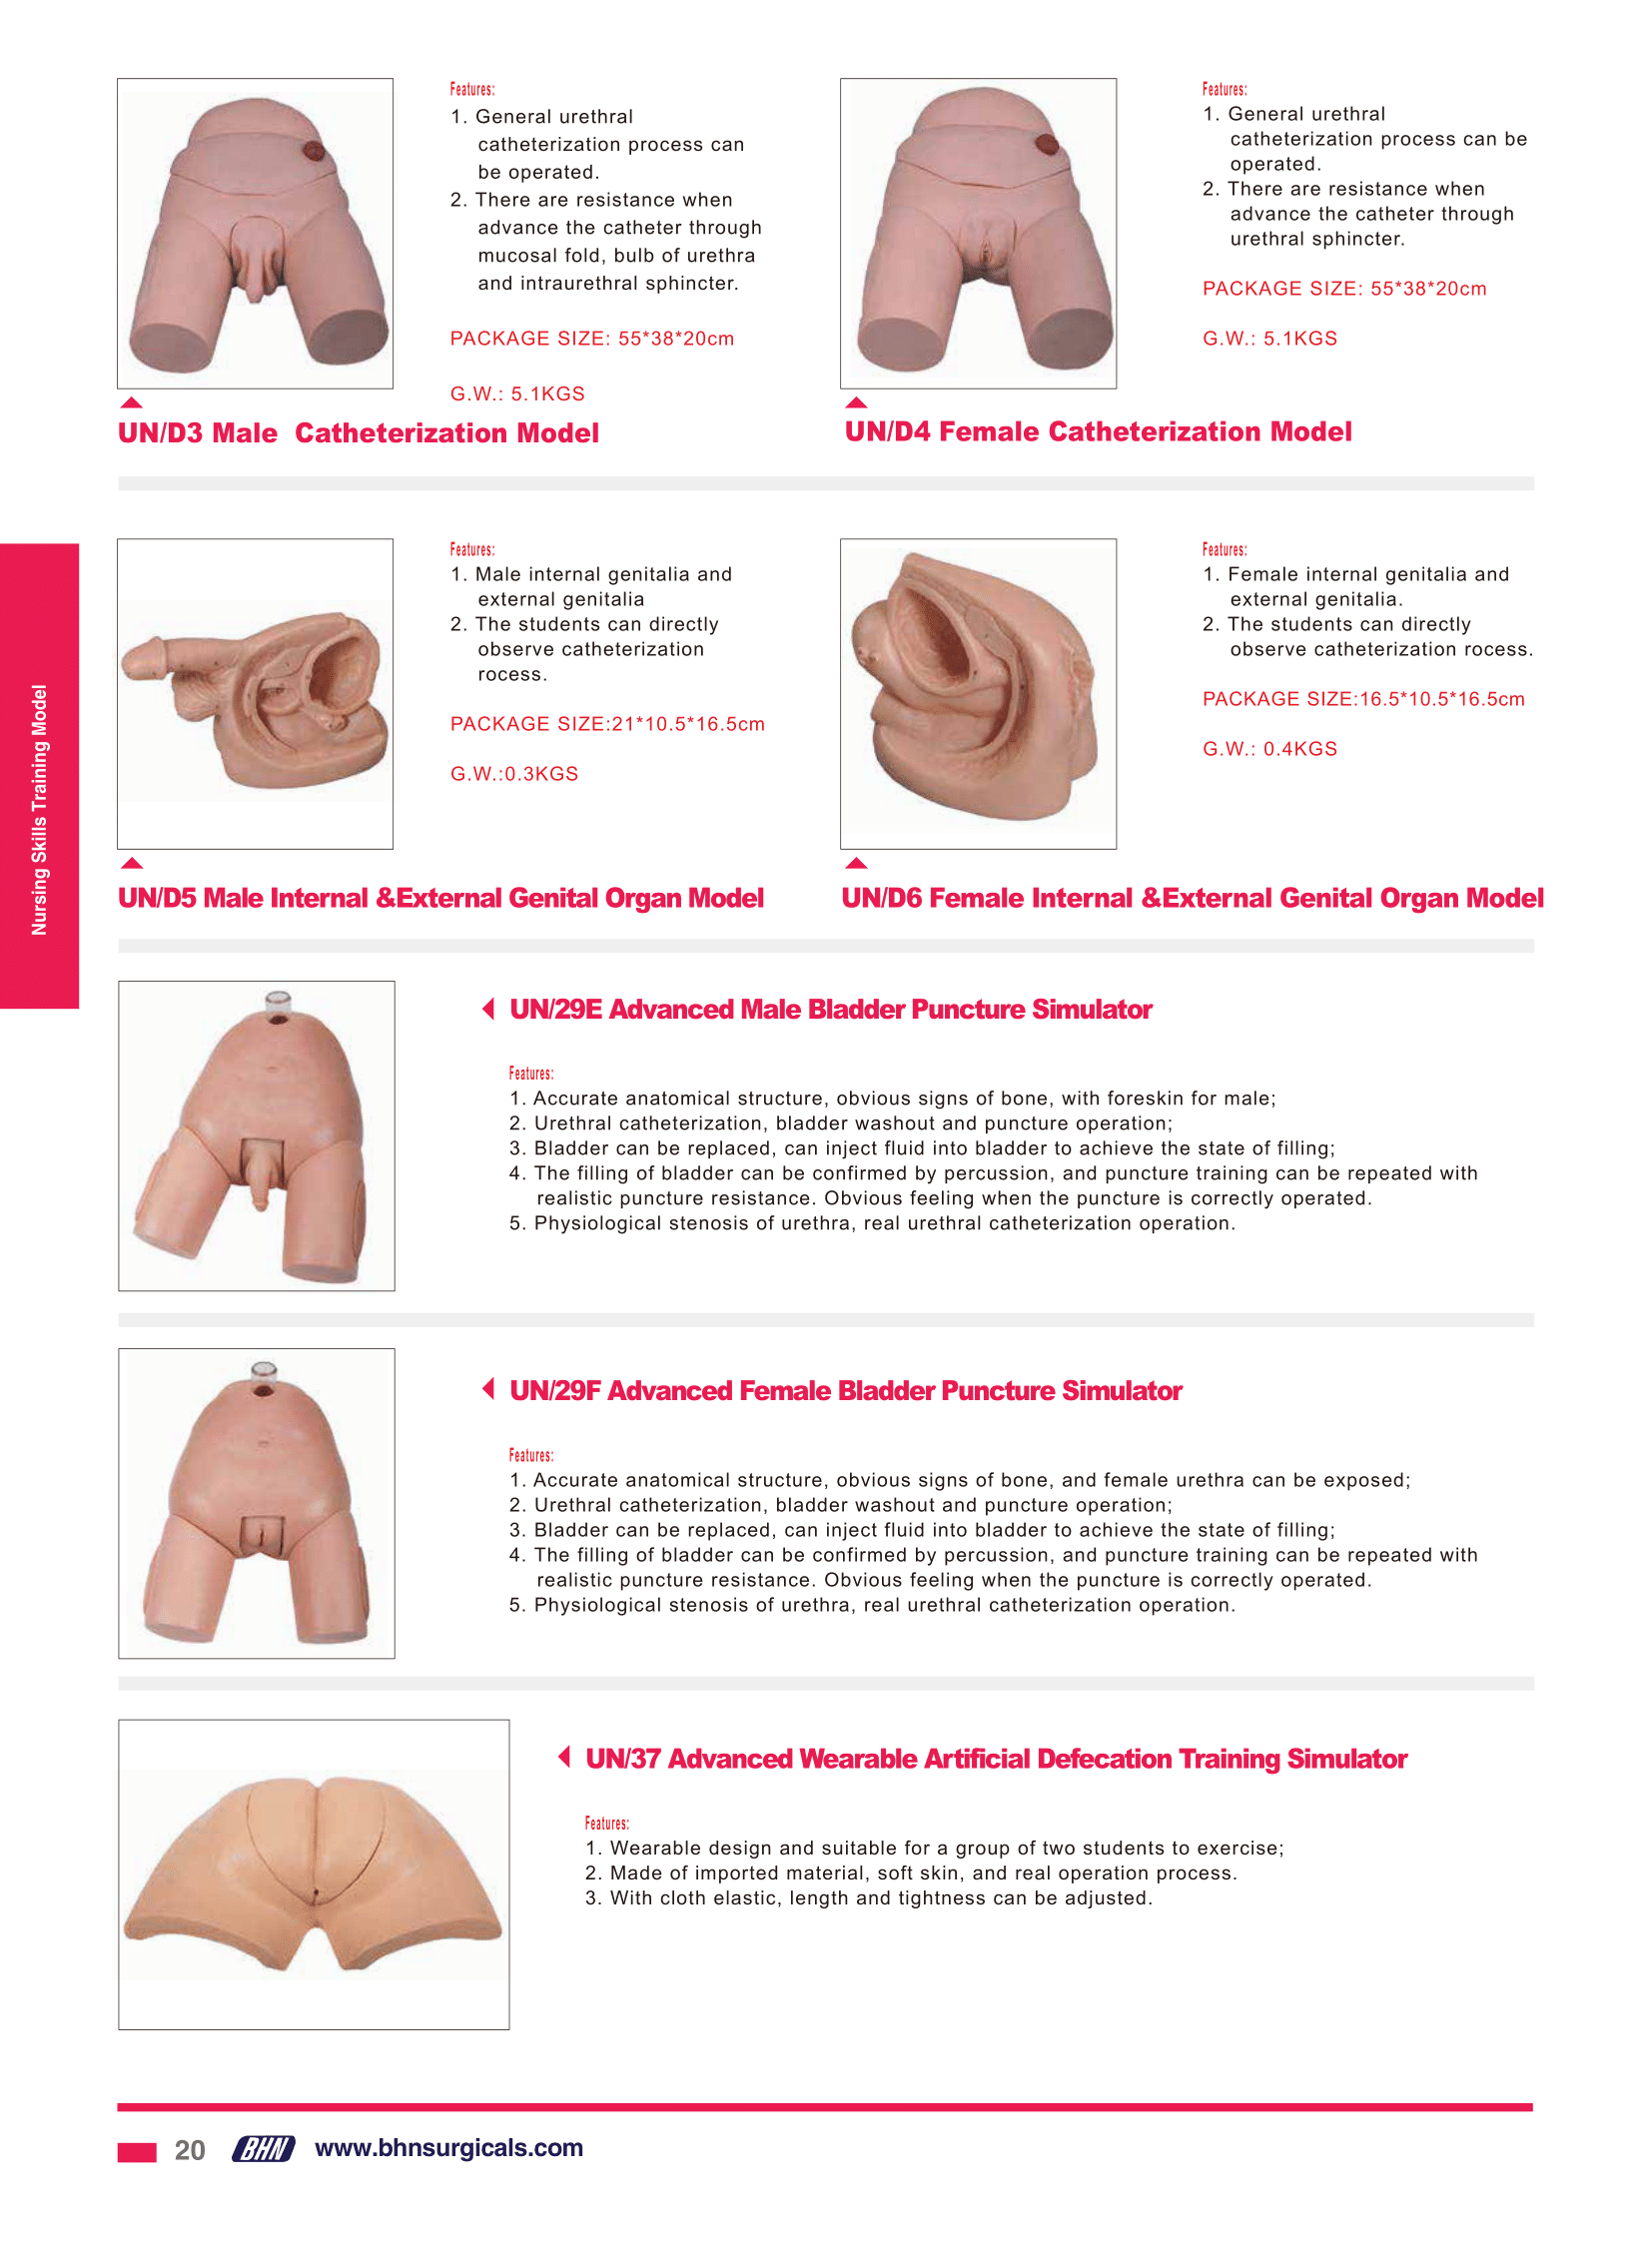 Features:
1. General urethral
catheterization process can
be operated.
2. There are resistance when
advance the catheter through
mucosal fold, bulb of urethra
and intraurethral sphincter.
PACKAGE SIZE: 55*38*20cm
G.W.: 5.1KGS
UN/D3 Male  Catheterization Model
Features:
1. General urethral
catheterization process can be
operated.
2. There are resistance when
advance the catheter through
urethral sphincter.
PACKAGE SIZE: 55*38*20cm
G.W.: 5.1KGS
UN/D4 Female Catheterization Model
Nursing Skills Training Model
Features:
1. Male internal genitalia and
external genitalia
2. The students can directly
observe catheterization
rocess.
PACKAGE SIZE:21*10.5*16.5cm
G.W.:0.3KGS
UN/D5 Male Internal &External Genital Organ Model
Features:
1. Female internal genitalia and
external genitalia.
2. The students can directly
observe catheterization rocess.
PACKAGE SIZE:16.5*10.5*16.5cm
G.W.: 0.4KGS
UN/D6 Female Internal &External Genital Organ Model
UN/29E Advanced Male Bladder Puncture Simulator
Features:
1. Accurate anatomical structure, obvious signs of bone, with foreskin for male;
2. Urethral catheterization, bladder washout and puncture operation;
3. Bladder can be replaced, can inject fluid into bladder to achieve the state of filling;
4. The filling of bladder can be confirmed by percussion, and puncture training can be repeated with
realistic puncture resistance. Obvious feeling when the puncture is correctly operated.
5. Physiological stenosis of urethra, real urethral catheterization operation.
UN/29F Advanced Female Bladder Puncture Simulator
Features:
1. Accurate anatomical structure, obvious signs of bone, and female urethra can be exposed;
2. Urethral catheterization, bladder washout and puncture operation;
3. Bladder can be replaced, can inject fluid into bladder to achieve the state of filling;
4. The filling of bladder can be confirmed by percussion, and puncture training can be repeated with
realistic puncture resistance. Obvious feeling when the puncture is correctly operated.
5. Physiological stenosis of urethra, real urethral catheterization operation.
UN/37 Advanced Wearable Artificial Defecation Training Simulator
Features:
1. Wearable design and suitable for a group of two students to exercise;
2. Made of imported material, soft skin, and real operation process.
3. With cloth elastic, length and tightness can be adjusted.
20 BHN www.bhnsurgicals.com